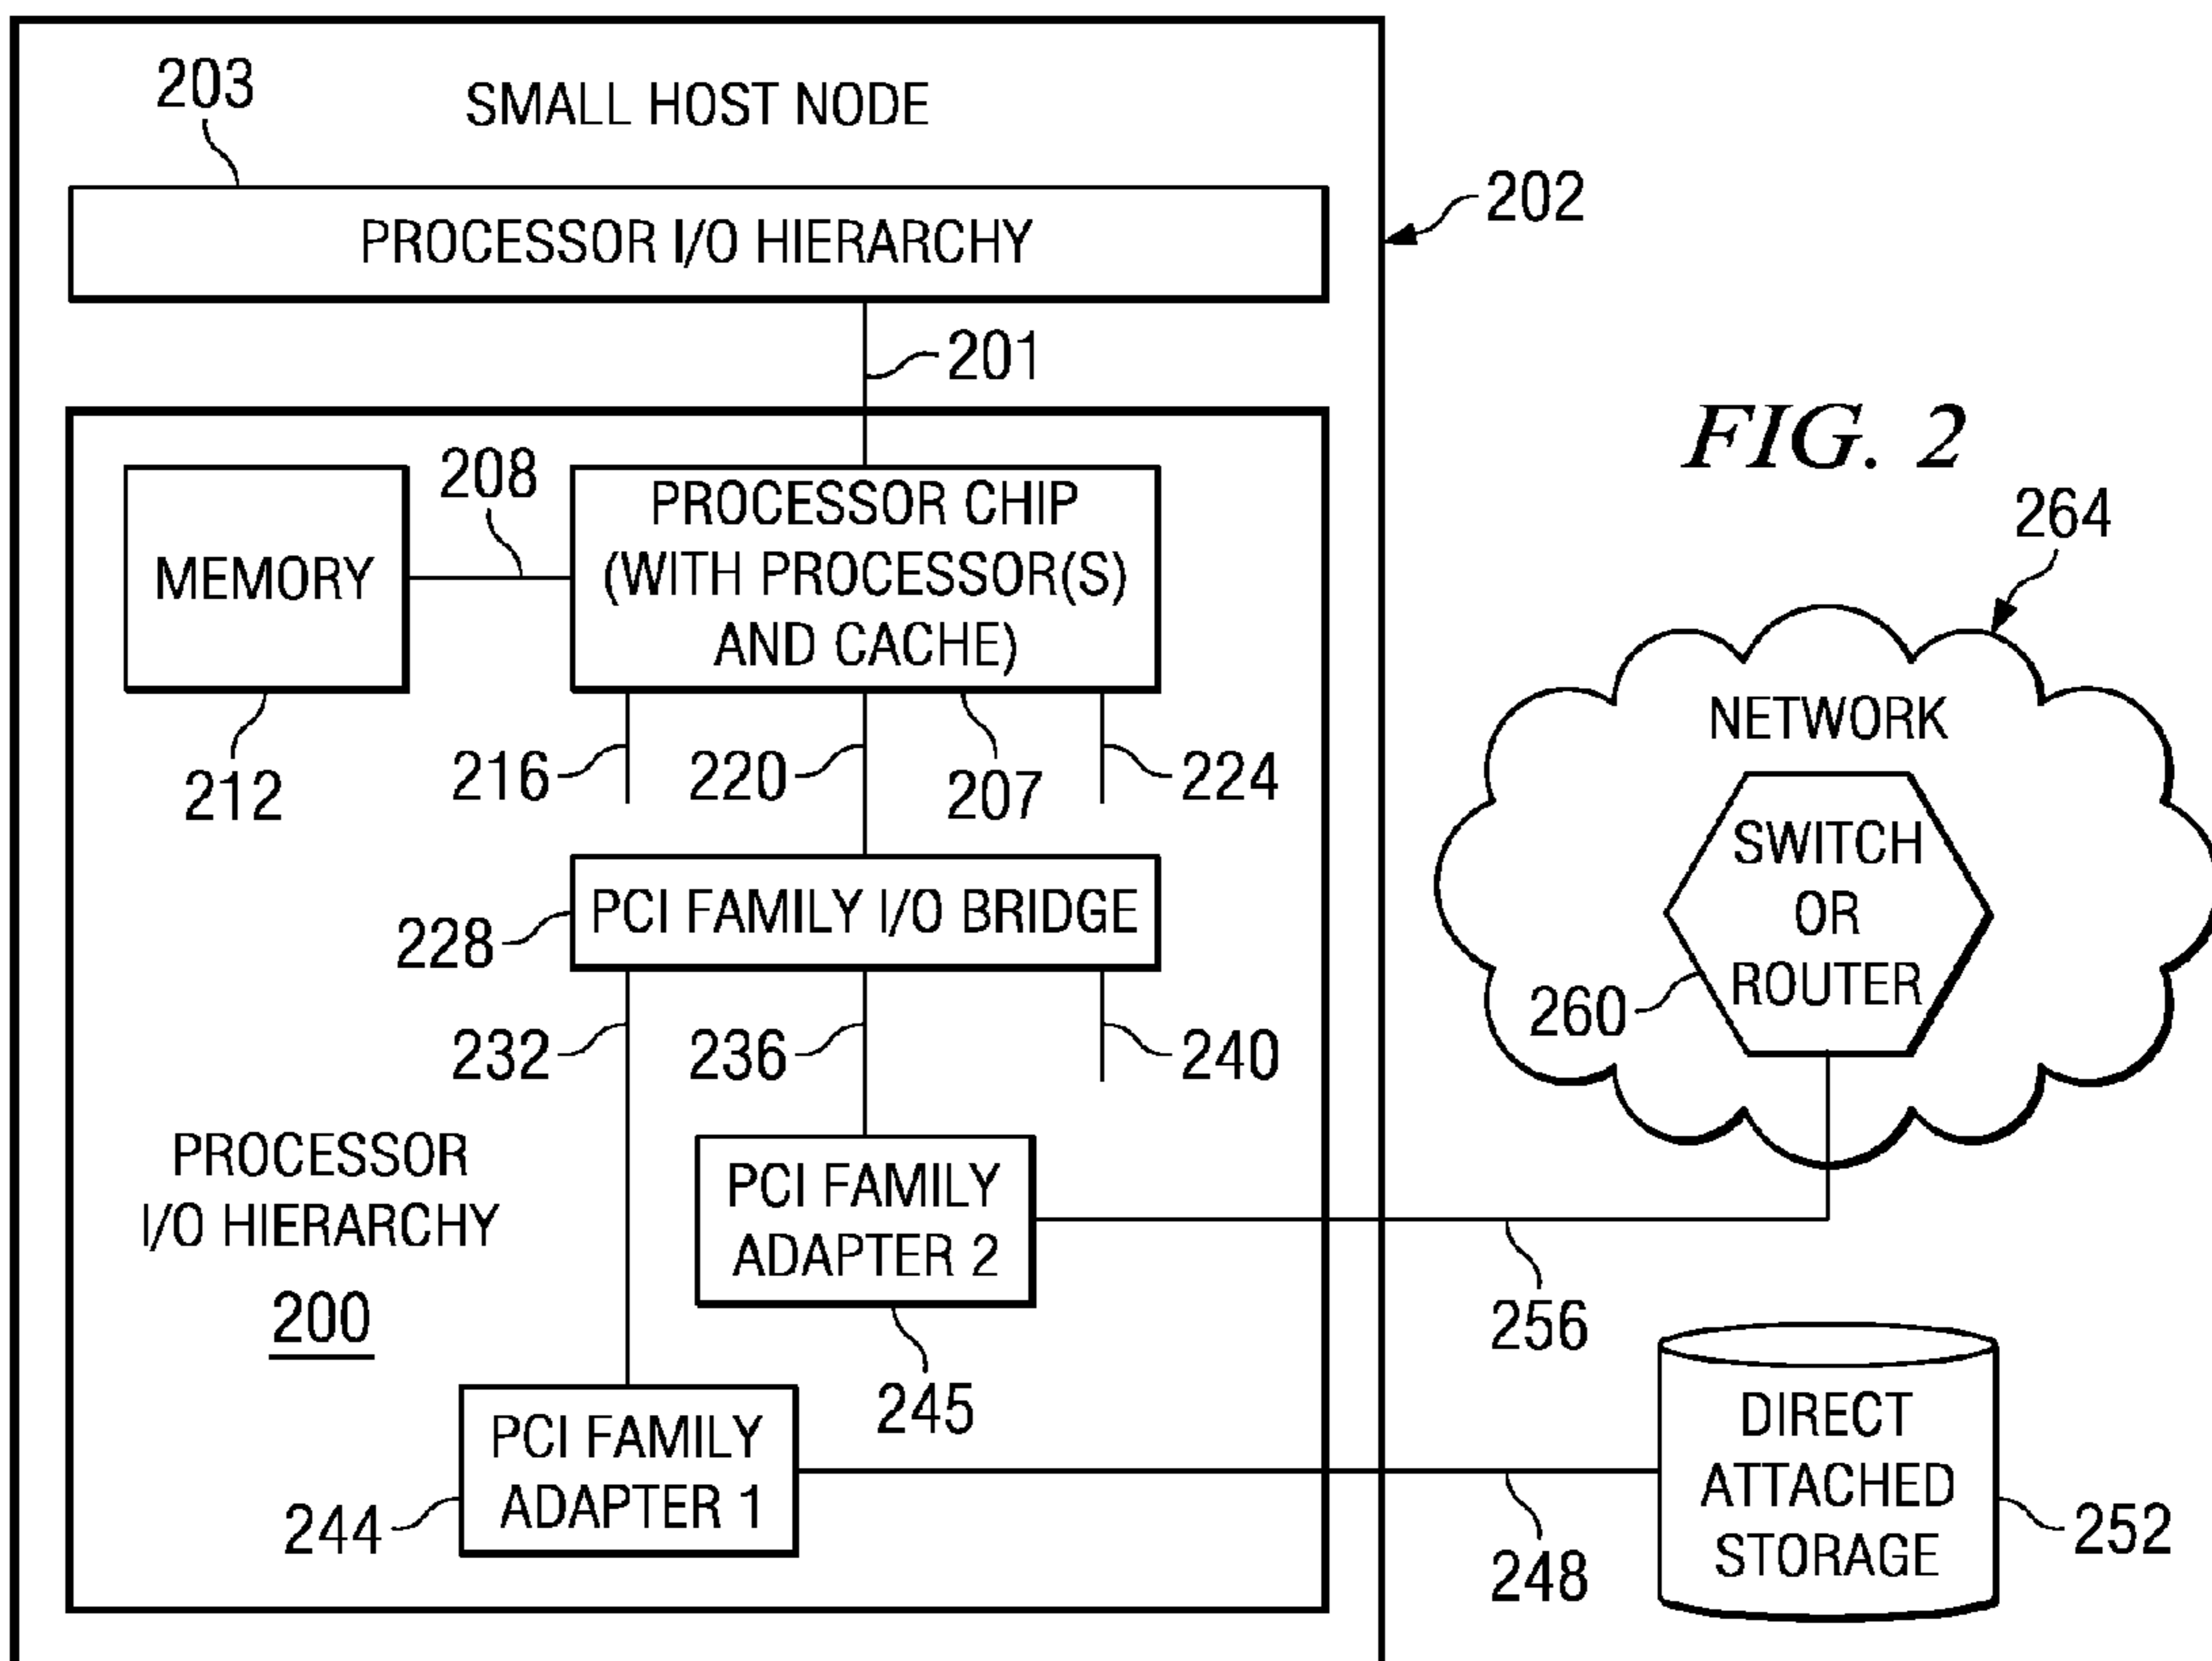 203
SMALL HOST NODE
PROCESSOR I/O HIERARCHY
202
201
FIG. 2
208
MEMORY
PROCESSOR CHIP
(WITH PROCESSOR(S)
AND CACHE)
264
212
216
220
207
224
NETWORK
SWITCH
OR
ROUTER
260
PCI FAMILY I/O BRIDGE
228
232
236
240
PROCESSOR
I/O HIERARCHY
200
PCI FAMILY
ADAPTER 2
245
256
PCI FAMILY
ADAPTER 1
244
248
DIRECT
ATTACHED
STORAGE
252